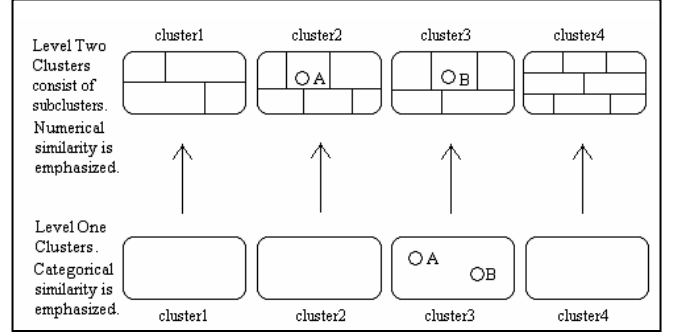 cluster1 cluster2 cluster3 cluster4
Level Two
Clusters
consist of
subclusters.
Numerical
similarity is
emphasized.
A
B
Level One
Clusters.
Categorical
similarity is
emphasized.
A
B
cluster1 cluster2 cluster3 cluster4